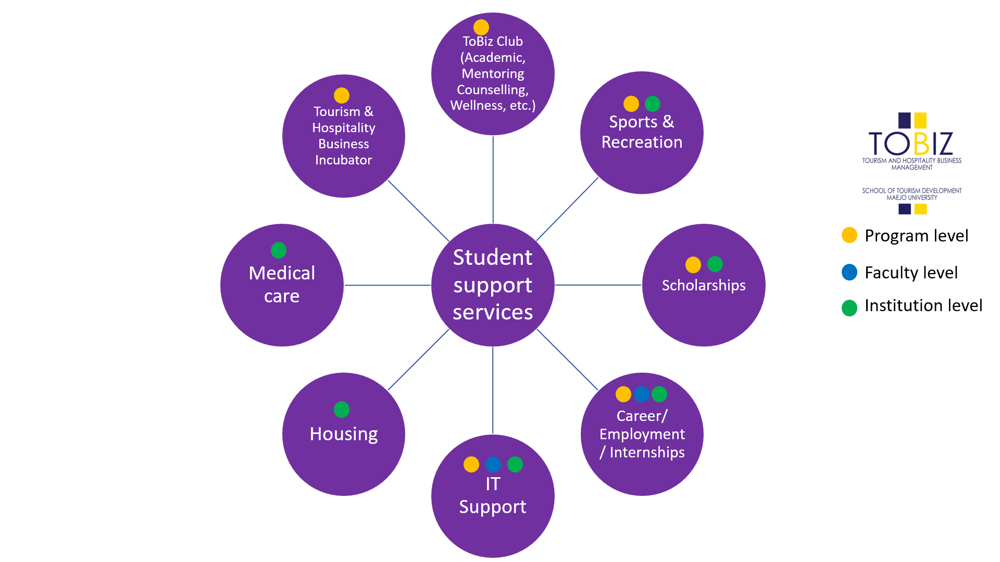 ToBiz Club
(Academic,
Mentoring
Counselling,
Wellness, etc.)
Sports &
Recreation
Scholarships
Career/
Employment
/ Internships
IT
Support
Housing
Medical
care
Tourism &
Hospitality
Business
Incubator
Student
support
services
TOBIZ
TOURISM AND HOSPITALITY BUSINESS
MANAGEMENT
SCHOOL OF TOURISM DEVELOPMENT
MAEJO UNIVERSITY
Program level
Faculty level
Institution level